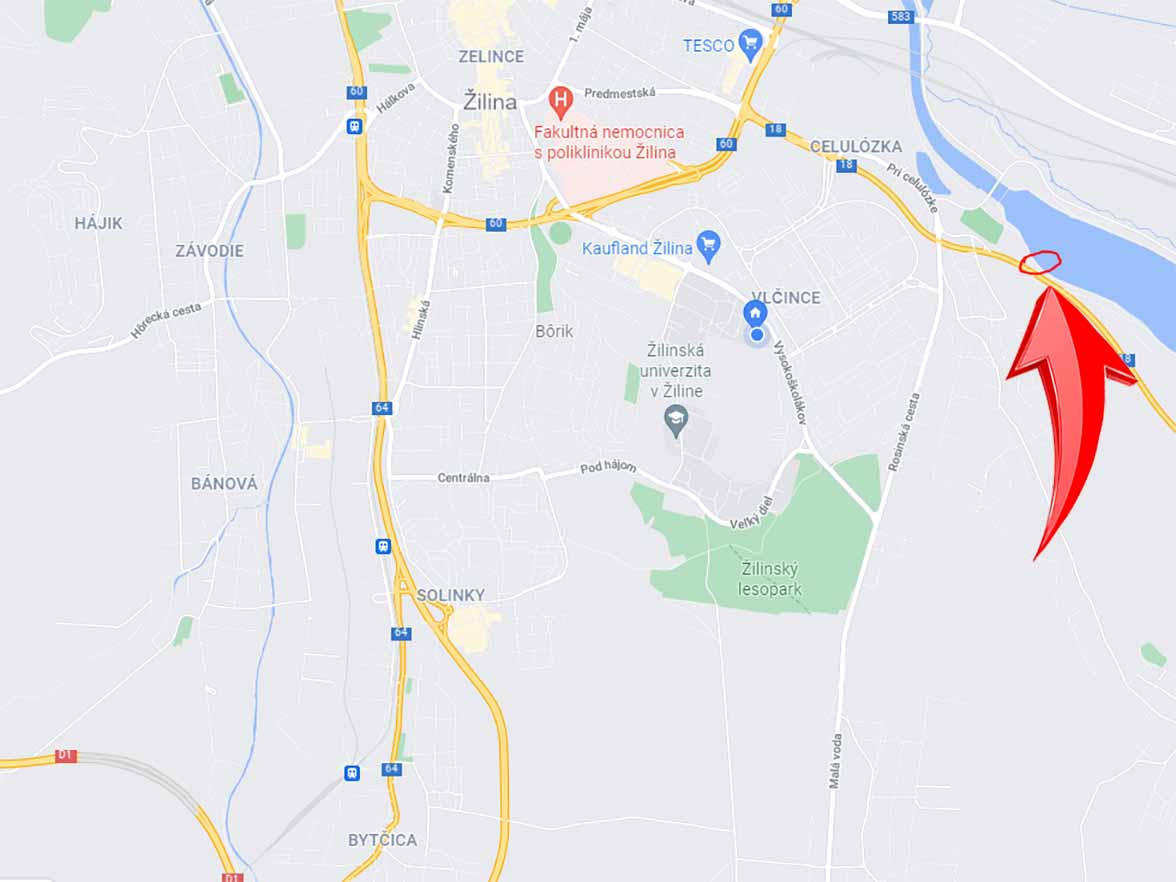 60
583
1. mája
TESCO
ZELINCE
60
Hálkova
Žilina
Predmestská
Fakultná nemocnica
s poliklinikou Žilina
18
60
CELULÓZKA
18
Komenského
Pri celulózke
HÁJIK
60
ZÁVODIE
Kaufland Žilina
VLČINCE
Hôrecká cesta
Hlinská
Bôrik
Žilinská
univerzita
v Žiline
Vysokoškolákov
64
Rosinská cesta
BÁNOVÁ
Centrálna
Pod hájom
Veľký diel
Žilinský
lesopark
SOLINKY
64
D1
Malá voda
64
BYTČICA
D1